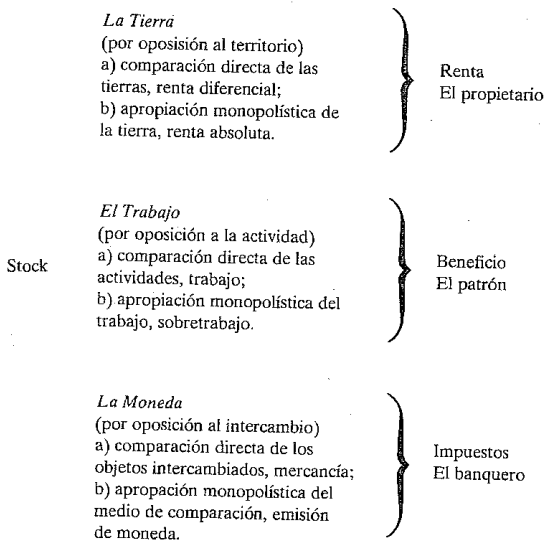 La Tierra
(por oposisión al territorio)
a) comparación directa de las
tierras, renta diferencial;
b) apropiación monopolística de
la tierra, renta absoluta.
Renta
El propietario
Stock
El Trabajo
(por oposición a la actividad)
a) comparación directa de las
actividades, trabajo;
b) apropiación monopolística del
trabajo, sobretrabajo.
Beneficio
El patrón
La Moneda
(por oposición al intercambio)
a) comparación directa de los
objetos intercambiados, mercancía;
b) apropación monopolística del
medio de comparación, emisión
de moneda.
Impuestos
El banquero